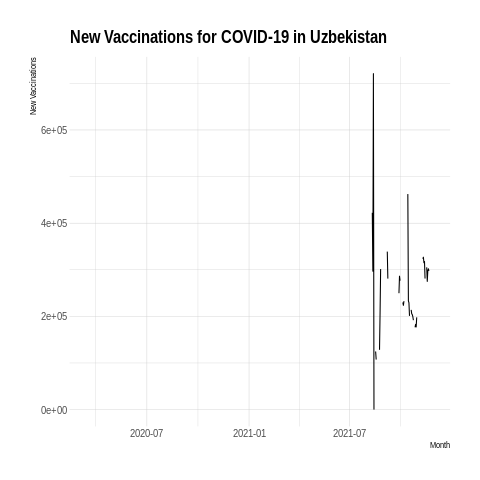 New Vaccinations for COVID-19 in Uzbekistan
New Vaccinations
6e+05
4e+05
2e+05
0e+00
2020-07 2021-01 2021-07
Month